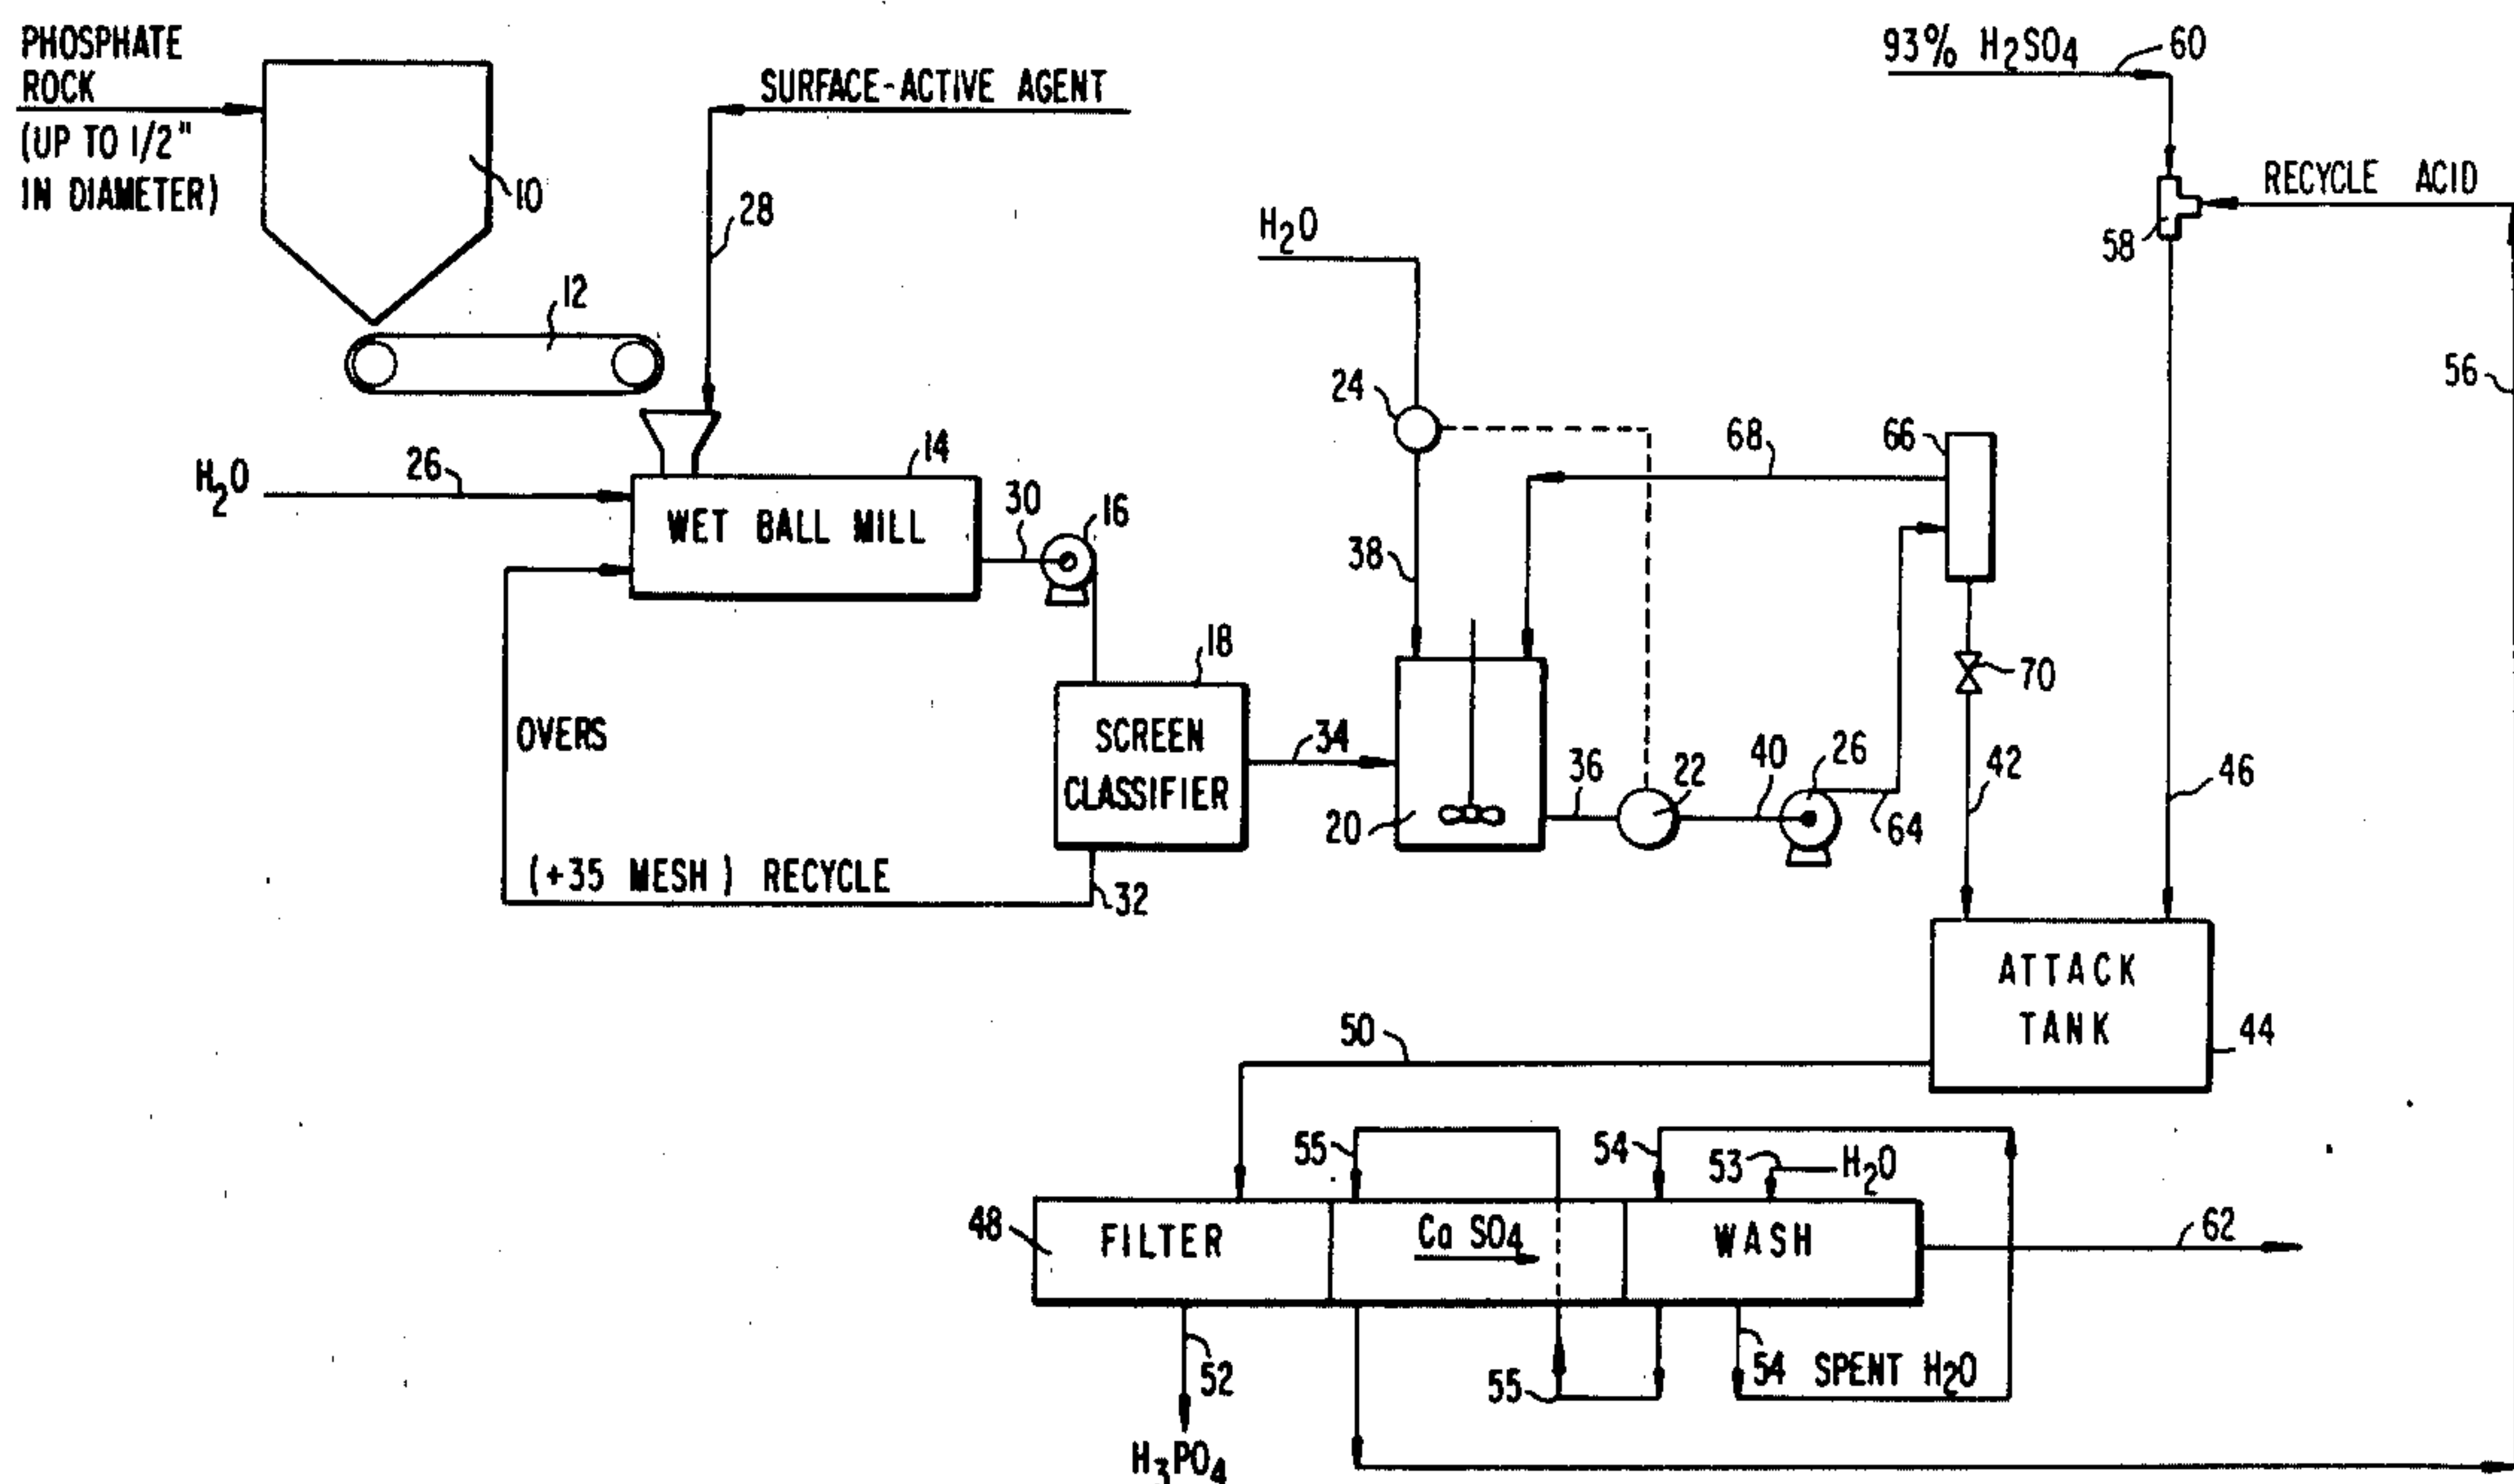 PHOSPHATE
ROCK
(UP TO 1/2"
IN DIAMETER)
10
12
SURFACE-ACTIVE AGENT
28
H2O
26
14
WET BALL MILL
30
16
18
SCREEN
CLASSIFIER
OVERS
(+35 MESH) RECYCLE
32
34
H2O
24
38
20
36
22
40
26
64
68
66
70
42
93% H2SO4
60
RECYCLE ACID
58
56
46
ATTACK
TANK
44
50
55
54
53
H2O
48
FILTER
Ca SO4
WASH
62
52
H3PO4
55
54 SPENT H2O